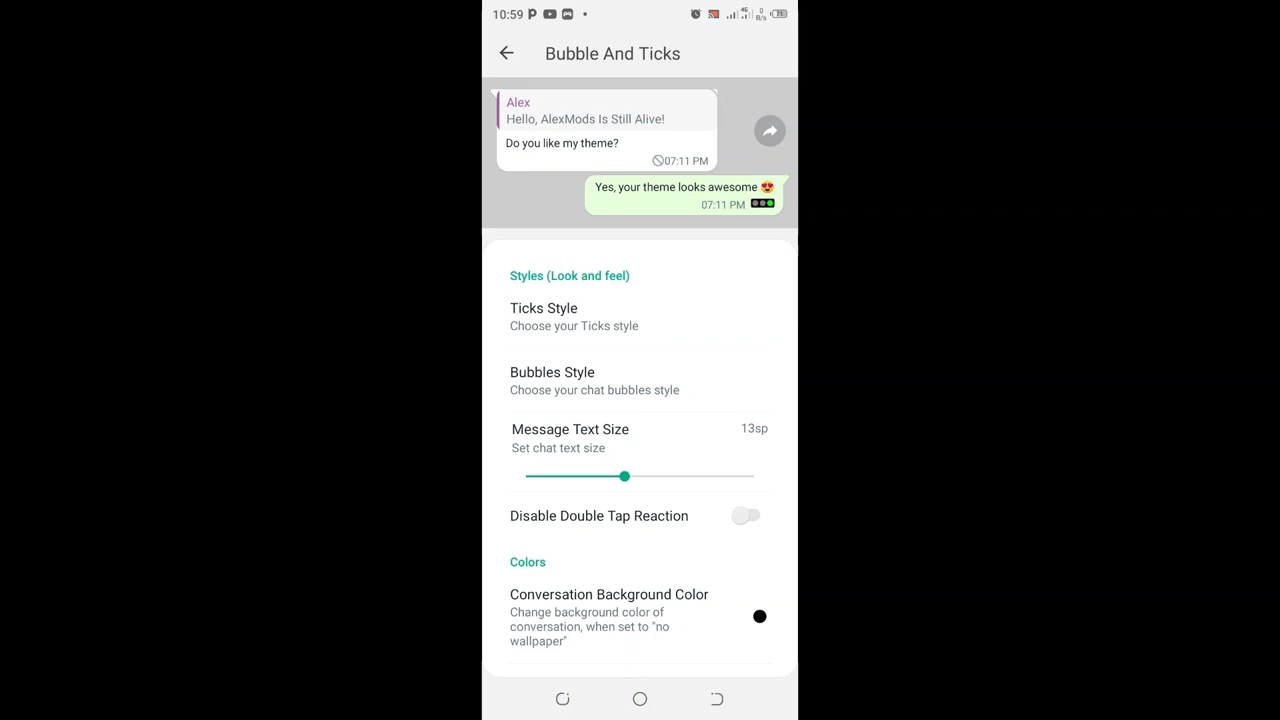 10:59
4G 0 B/s
Bubble And Ticks
Alex
Hello, AlexMods Is Still Alive!
Do you like my theme?
07:11 PM
Yes, your theme looks awesome 😍
07:11 PM
Styles (Look and feel)
Ticks Style
Choose your Ticks style
Bubbles Style
Choose your chat bubbles style
Message Text Size 13sp
Set chat text size
Disable Double Tap Reaction
Colors
Conversation Background Color
Change background color of
conversation, when set to "no
wallpaper"